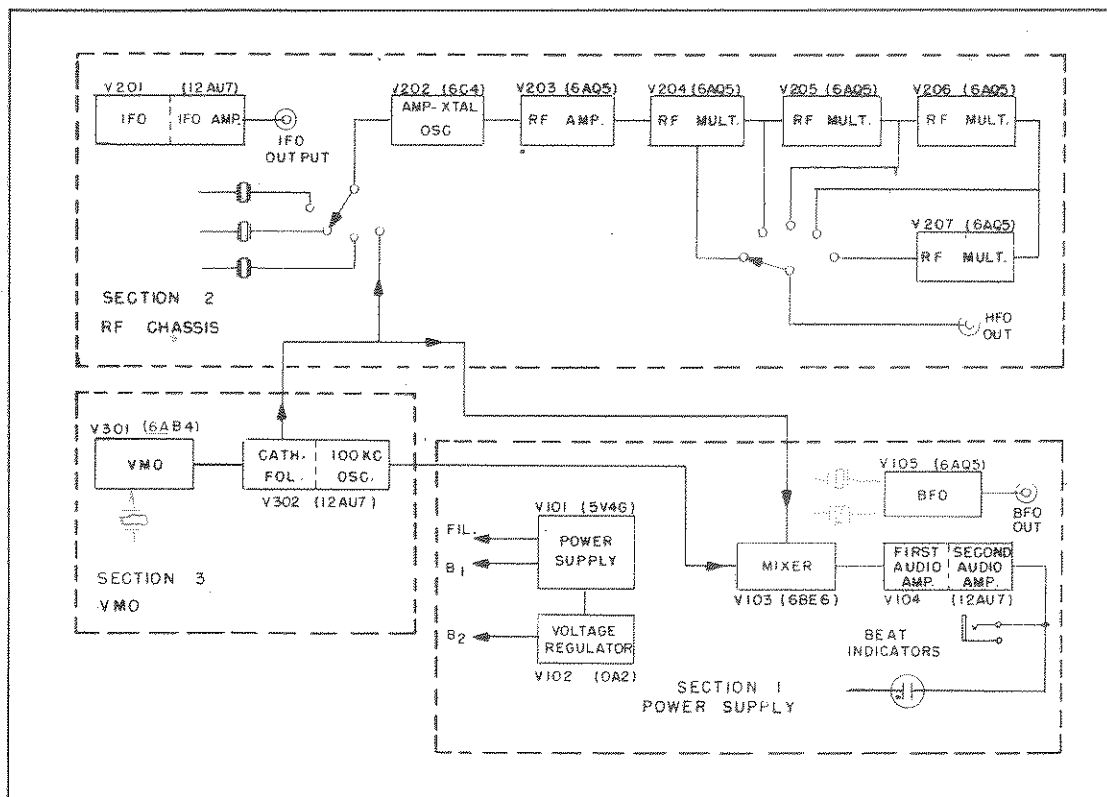 V201 (12AU7)
IFO IFO AMP.
IFO
OUTPUT
V202 (6C4)
AMP-XTAL
OSC
V203 (6AQ5)
RF AMP.
V204 (6AQ5)
RF MULT.
V205 (6AQ5)
RF MULT.
V206 (6AQ5)
RF MULT.
V207 (6AQ5)
RF MULT.
HFO
OUT
SECTION 2
RF CHASSIS
V301 (6AB4)
VMO
CATH.
FOL.
100KC
OSC.
V302 (12AU7)
SECTION 3
VMO
V101 (5V4G)
POWER
SUPPLY
FIL.
B1
B2
VOLTAGE
REGULATOR
V102 (OA2)
V105 (6AQ5)
BFO
BFO
OUT
MIXER
V103 (6BE6)
FIRST
AUDIO
AMP.
SECOND
AUDIO
AMP.
V104 (12AU7)
BEAT
INDICATORS
SECTION 1
POWER SUPPLY